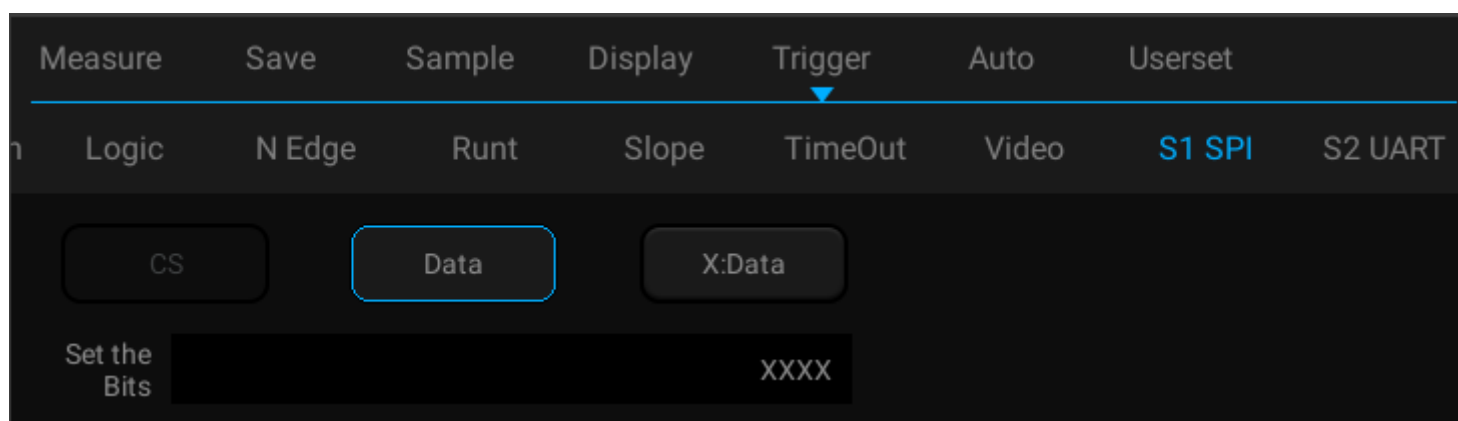 Measure Save Sample Display Trigger Auto Userset
Logic N Edge Runt Slope TimeOut Video S1 SPI S2 UART
CS Data X:Data
Set the
Bits
XXXX